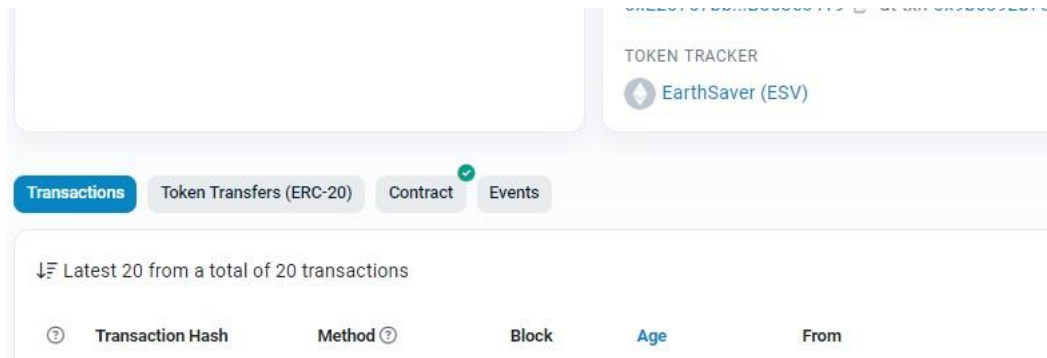 TOKEN TRACKER
EarthSaver (ESV)
Transactions Token Transfers (ERC-20) Contract Events
Latest 20 from a total of 20 transactions
Transaction Hash Method Block Age From